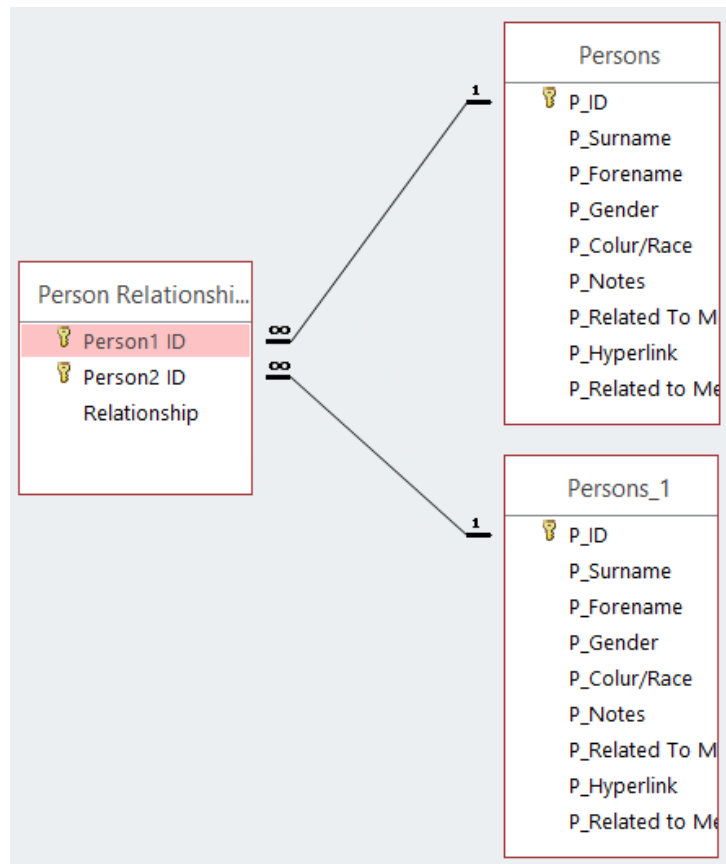 Person Relationshi...
Person1 ID
Person2 ID
Relationship
1
∞
∞
1
Persons
P_ID
P_Surname
P_Forename
P_Gender
P_Colur/Race
P_Notes
P_Related To M
P_Hyperlink
P_Related to Me
Persons_1
P_ID
P_Surname
P_Forename
P_Gender
P_Colur/Race
P_Notes
P_Related To M
P_Hyperlink
P_Related to Me